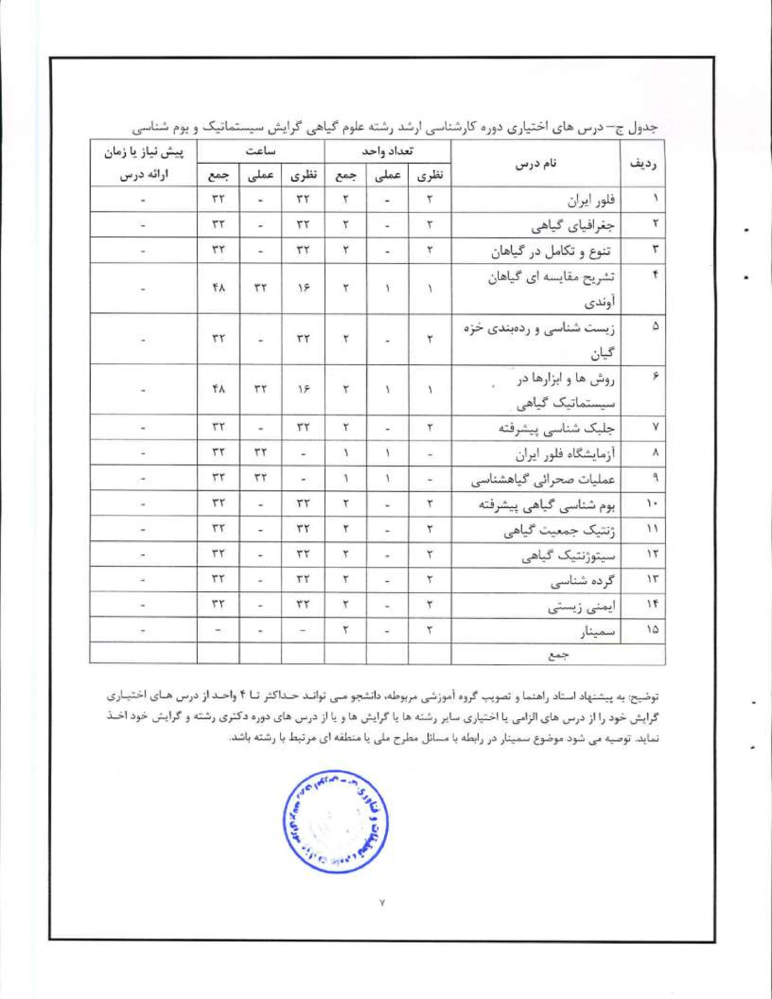 جدول ج- درس های اختیاری دوره کارشناسی ارشد رشته علوم گیاهی گرایش سیستماتیک و بوم شناسی
ردیف نام درس تعداد واحد ساعت پیش نیاز یا زمان ارائه درس
نظری عملی جمع نظری عملی جمع
۱ فلور ایران ۲ - ۲ ۳۲ - ۳۲ -
۲ جغرافیای گیاهی ۲ - ۲ ۳۲ - ۳۲ -
۳ تنوع و تکامل در گیاهان ۲ - ۲ ۳۲ - ۳۲ -
۴ تشریح مقایسه ای گیاهان آوندی ۱ ۱ ۲ ۱۶ ۳۲ ۴۸ -
۵ زیست شناسی و رده‌بندی خزه گیان ۲ - ۲ ۳۲ - ۳۲ -
۶ روش ها و ابزارها در سیستماتیک گیاهی ۱ ۱ ۲ ۱۶ ۳۲ ۴۸ -
۷ جلبک شناسی پیشرفته ۲ - ۲ ۳۲ - ۳۲ -
۸ آزمایشگاه فلور ایران - ۱ ۱ - ۳۲ ۳۲ -
۹ عملیات صحرائی گیاهشناسی - ۱ ۱ - ۳۲ ۳۲ -
۱۰ بوم شناسی گیاهی پیشرفته ۲ - ۲ ۳۲ - ۳۲ -
۱۱ ژنتیک جمعیت گیاهی ۲ - ۲ ۳۲ - ۳۲ -
۱۲ سیتوژنتیک گیاهی ۲ - ۲ ۳۲ - ۳۲ -
۱۳ گرده شناسی ۲ - ۲ ۳۲ - ۳۲ -
۱۴ ایمنی زیستی ۲ - ۲ ۳۲ - ۳۲ -
۱۵ سمینار ۲ - ۲ - - - -
جمع
توضیح: به پیشنهاد استاد راهنما و تصویب گروه آموزشی مربوطه، دانشجو می تواند حداکثر تا ۴ واحد از درس های اختیاری
گرایش خود را از درس های الزامی یا اختیاری سایر رشته ها یا گرایش ها و یا از درس های دوره دکتری رشته و گرایش خود اخذ
نماید. توصیه می شود موضوع سمینار در رابطه با مسائل مطرح ملی یا منطقه ای مرتبط با رشته باشد.
تحقیقات و فناوری
۷